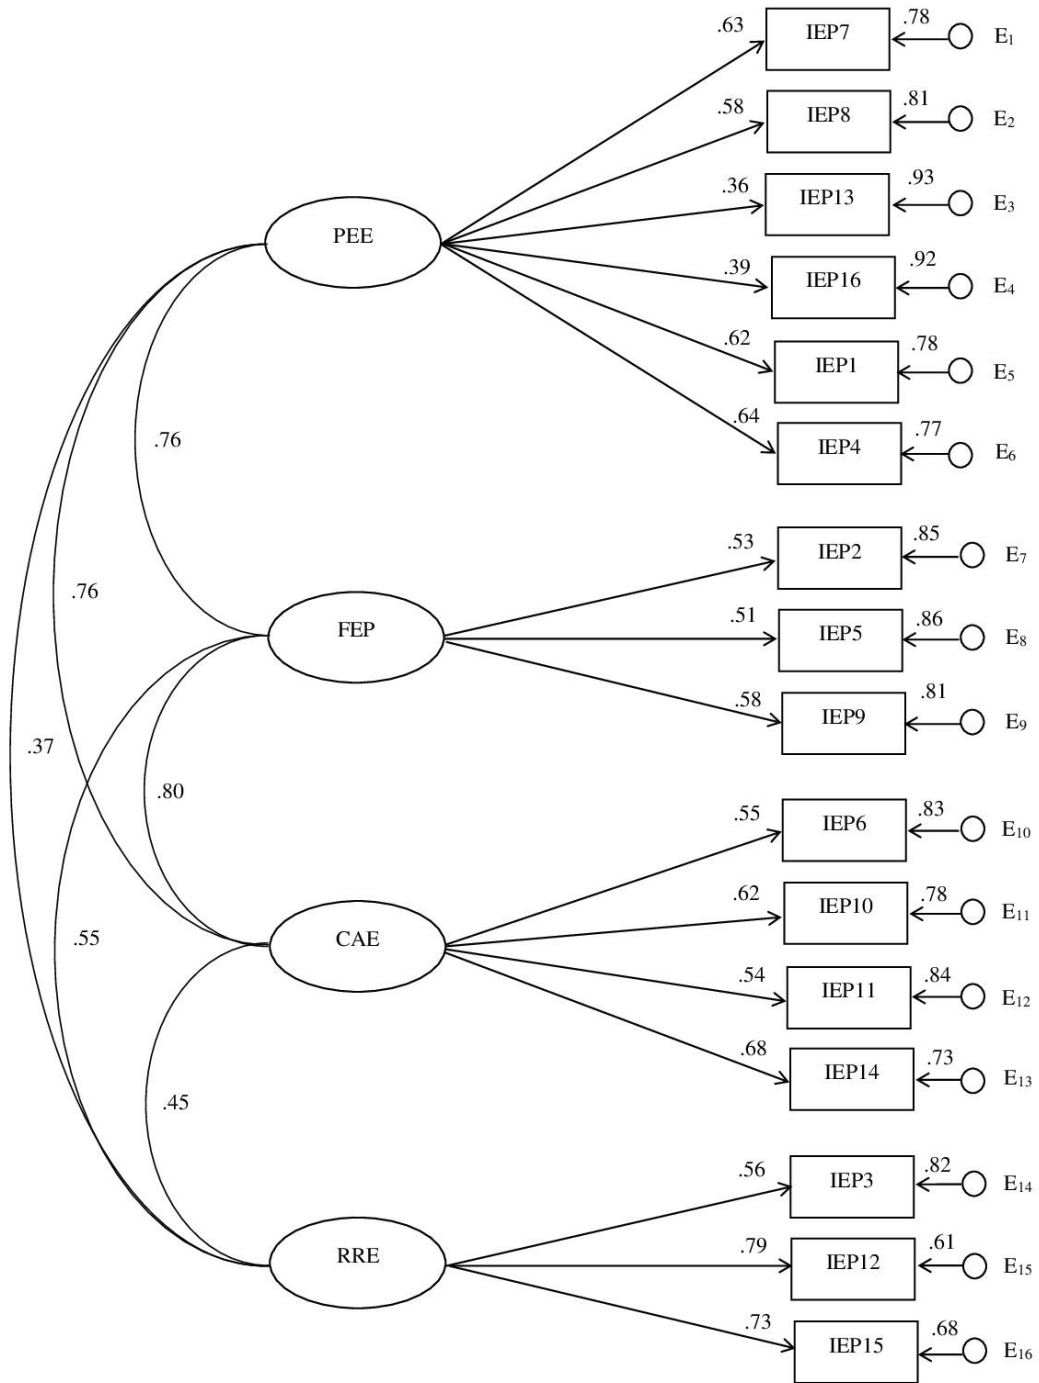 .63 IEP7 .78 E1
.58 IEP8 .81 E2
.36 IEP13 .93 E3
PEE
.39 IEP16 .92 E4
.62 IEP1 .78 E5
.64 IEP4 .77 E6
.76
.53 IEP2 .85 E7
.76
FEP .51 IEP5 .86 E8
.58 IEP9 .81 E9
.37
.80
.55 IEP6 .83 E10
.62 IEP10 .78 E11
.55 CAE
.54 IEP11 .84 E12
.68 IEP14 .73 E13
.45
.56 IEP3 .82 E14
RRE .79 IEP12 .61 E15
.73 IEP15 .68 E16